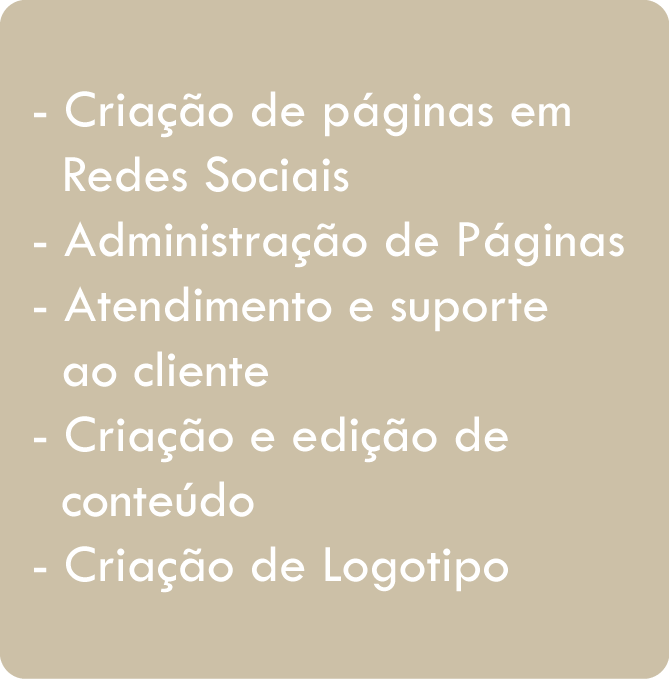 - Criação de páginas em
Redes Sociais
- Administração de Páginas
- Atendimento e suporte
ao cliente
- Criação e edição de
conteúdo
- Criação de Logotipo